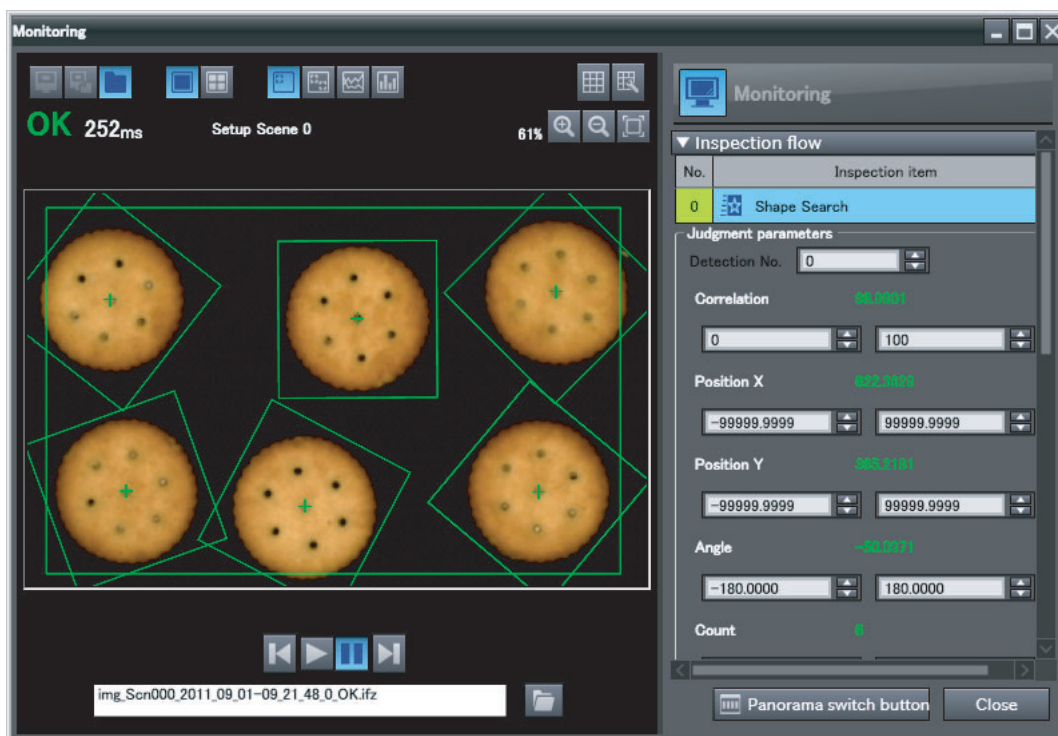 Monitoring
OK 252ms Setup Scene 0 61%
img_Scn000_2011_09_01-09_21_48_0_OK.ifz
Monitoring
▼ Inspection flow
No. Inspection item
0 Shape Search
Judgment parameters
Detection No. 0
Correlation
0 100
Position X
-99999.9999 99999.9999
Position Y
-99999.9999 99999.9999
Angle
-180.0000 180.0000
Count 6
Panorama switch button Close